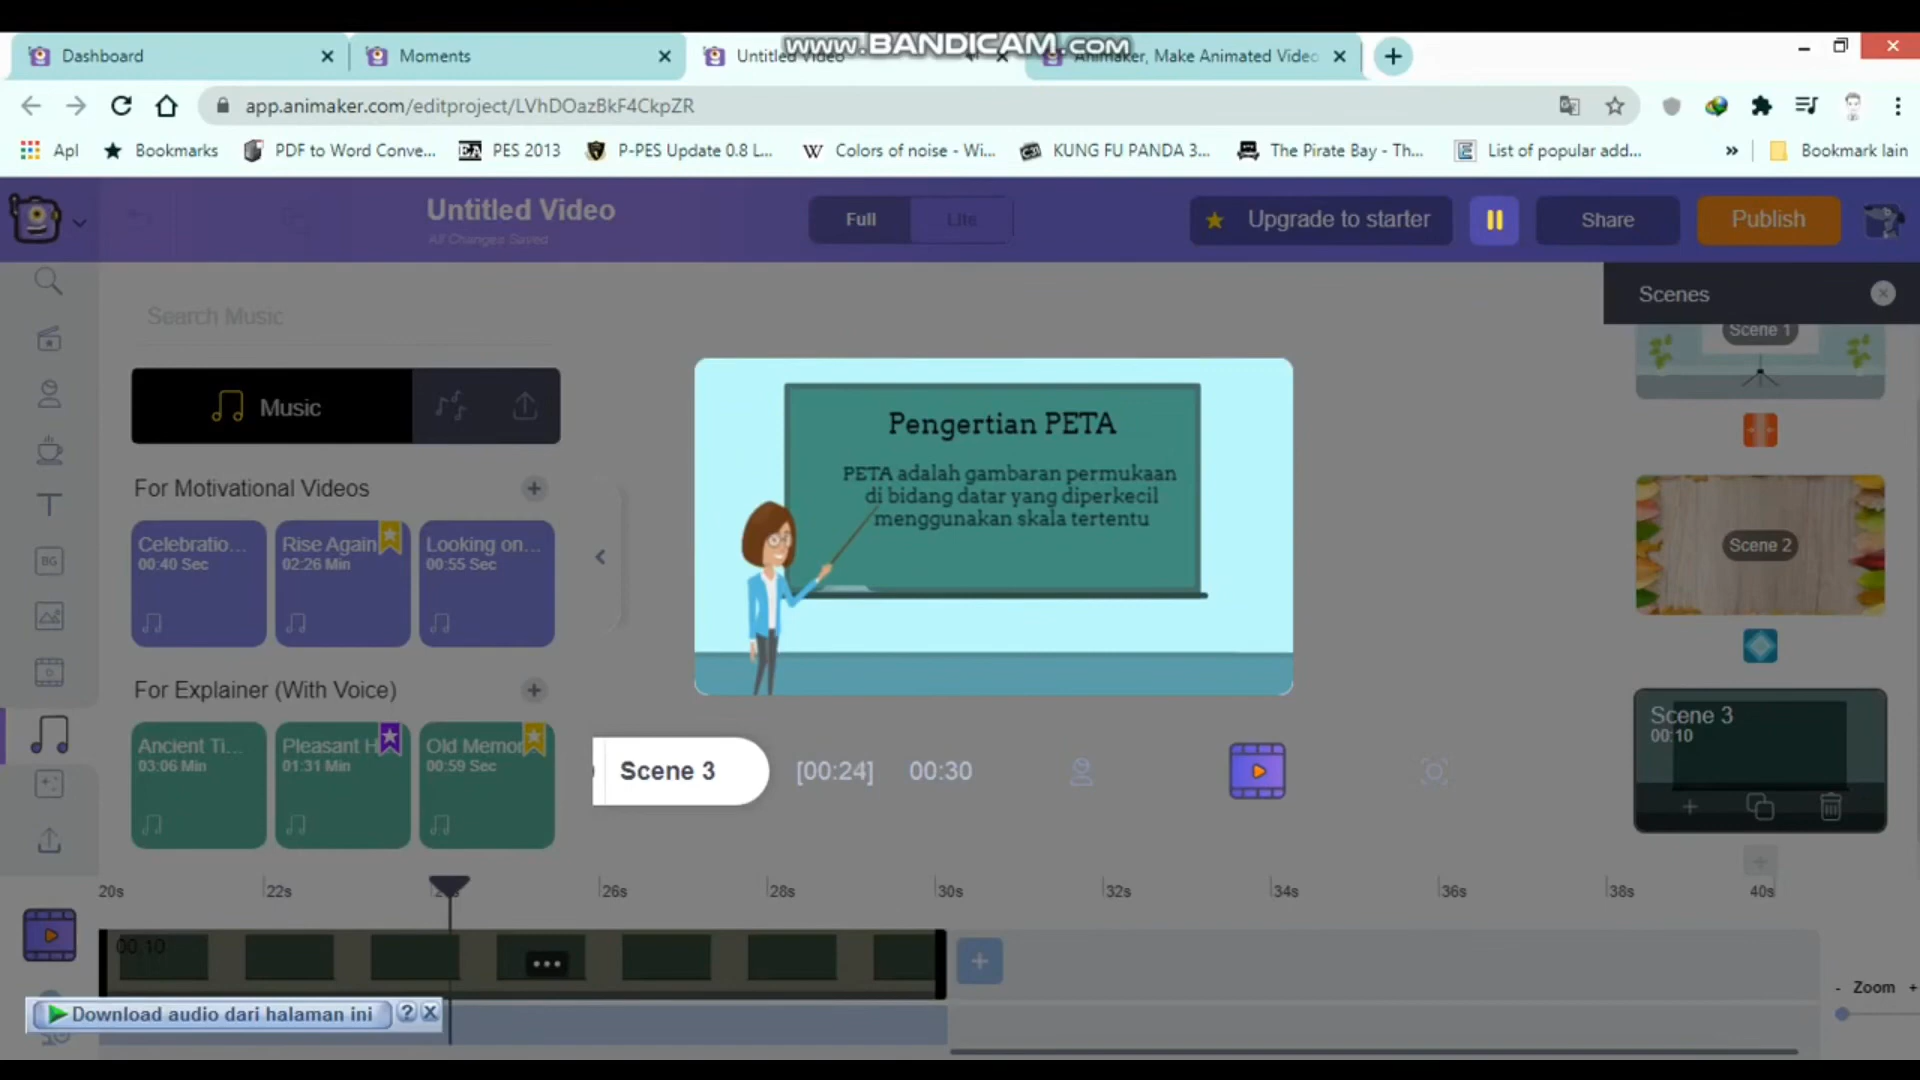 www.BANDICAM.com
Dashboard
Moments
Untitled Video
Animaker, Make Animated Video
app.animaker.com/editproject/LVhDOazBkF4CkpZR
Apl
Bookmarks
PDF to Word Conve...
PES 2013
P-PES Update 0.8 L...
Colors of noise - Wi...
KUNG FU PANDA 3...
The Pirate Bay - Th...
List of popular add...
»
Bookmark lain
Untitled Video
All Changes Saved
Full
Lite
Upgrade to starter
Share
Publish
Search Music
Music
For Motivational Videos
Celebratio...
00:40 Sec
Rise Again
02:26 Min
Looking on...
00:55 Sec
For Explainer (With Voice)
Ancient Ti...
03:06 Min
Pleasant H
01:31 Min
Old Memor
00:59 Sec
BG
Pengertian PETA
PETA adalah gambaran permukaan
di bidang datar yang diperkecil
menggunakan skala tertentu
Scene 3
[00:24]
00:30
Scenes
Scene 1
Scene 2
Scene 3
00:10
20s
22s
26s
28s
30s
32s
34s
36s
38s
40s
00:10
Download audio dari halaman ini
- Zoom +